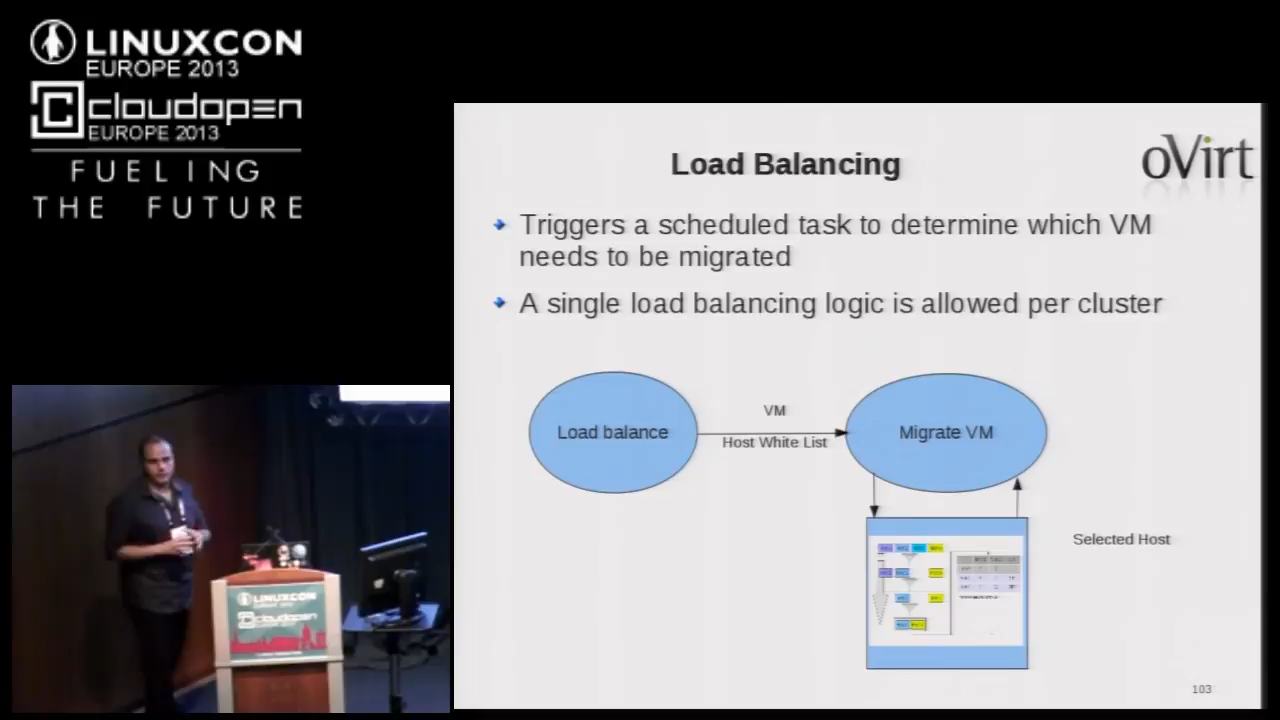 LINUXCON
EUROPE 2013
cloudopen
EUROPE 2013
FUELING
THE FUTURE
Load Balancing
oVirt
Triggers a scheduled task to determine which VM
needs to be migrated
A single load balancing logic is allowed per cluster
Load balance
VM
Host White List
Migrate VM
Selected Host
103
LINUXCON
cloudopen